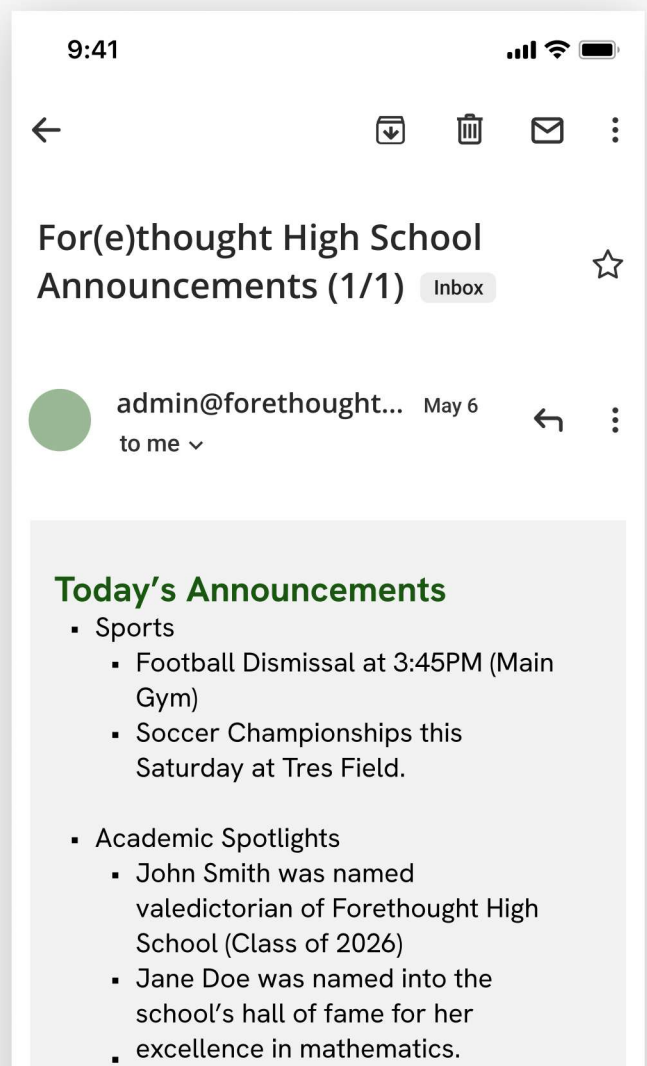 9:41
For(e)thought High School
Announcements (1/1) Inbox
admin@forethought... May 6
to me
Today's Announcements
▪ Sports
▪ Football Dismissal at 3:45PM (Main
Gym)
▪ Soccer Championships this
Saturday at Tres Field.
▪ Academic Spotlights
▪ John Smith was named
valedictorian of Forethought High
School (Class of 2026)
▪ Jane Doe was named into the
school's hall of fame for her
▪ excellence in mathematics.